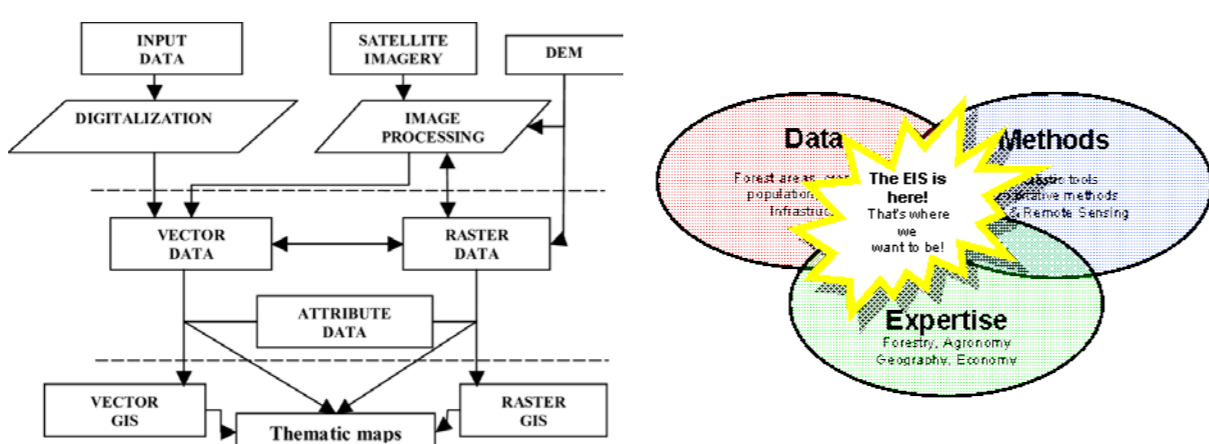 INPUT
DATA
SATELLITE
IMAGERY
DEM
DIGITALIZATION
IMAGE
PROCESSING
VECTOR
DATA
RASTER
DATA
ATTRIBUTE
DATA
VECTOR
GIS
RASTER
GIS
Thematic maps
Data
Forest areas,
population,
Methods
tools
methods
& Remote Sensing
The EIS is
here!
That's where
we
want to be!
Expertise
Forestry, Agronomy
Geography, Economy